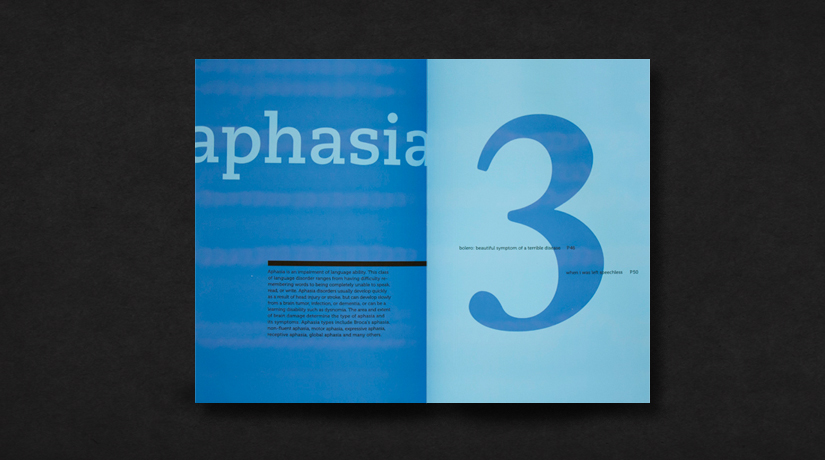 aphasia
Aphasia is an impairment of language ability. This class
of language disorder ranges from having difficulty re-
membering words to being completely unable to speak,
read, or write. Aphasia disorders usually develop quickly
as a result of head injury or stroke, but can develop slowly
from a brain tumor, infection, or dementia, or can be a
learning disability such as dysnomia. The area and extent
of brain damage determine the type of aphasia and
its symptoms. Aphasia types include Broca's aphasia,
non-fluent aphasia, motor aphasia, expressive aphasia,
receptive aphasia, global aphasia and many others.
3
bolero: beautiful symptom of a terrible disease
when i was left speechless P50